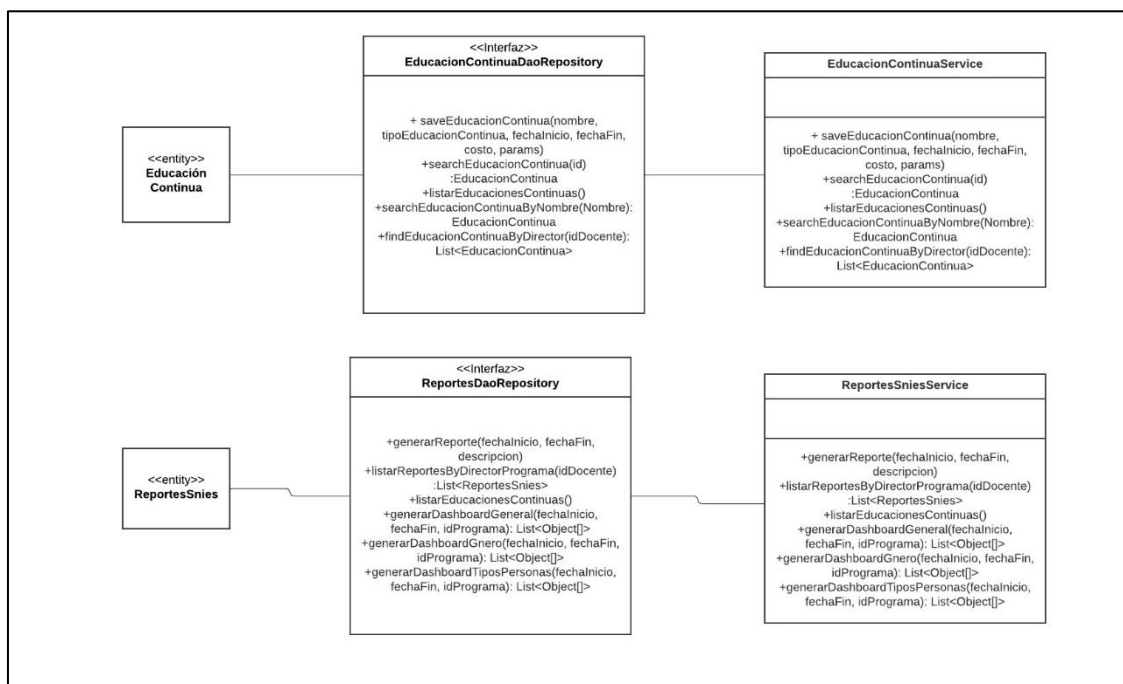 <<entity>>
Educación
Continua
<<Interfaz>>
EducacionContinuaDaoRepository
+ saveEducacionContinua(nombre,
tipoEducacionContinua, fechaInicio, fechaFin,
costo, params)
+searchEducacionContinua(id)
:EducacionContinua
+listarEducacionesContinuas()
+searchEducacionContinuaByNombre(Nombre):
EducacionContinua
+findEducacionContinuaByDirector(idDocente):
List<EducacionContinua>
EducacionContinuaService
+ saveEducacionContinua(nombre,
tipoEducacionContinua, fechaInicio, fechaFin,
costo, params)
+searchEducacionContinua(id)
:EducacionContinua
+listarEducacionesContinuas()
+searchEducacionContinuaByNombre(Nombre):
EducacionContinua
+findEducacionContinuaByDirector(idDocente):
List<EducacionContinua>
<<entity>>
ReportesSnies
<<Interfaz>>
ReportesDaoRepository
+generarReporte(fechaInicio, fechaFin,
descripcion)
+listarReportesByDirectorPrograma(idDocente)
:List<ReportesSnies>
+listarEducacionesContinuas()
+generarDashboardGeneral(fechaInicio,
fechaFin, idPrograma): List<Object[]>
+generarDashboardGnero(fechaInicio, fechaFin,
idPrograma): List<Object[]>
+generarDashboardTiposPersonas(fechaInicio,
fechaFin, idPrograma): List<Object[]>
ReportesSniesService
+generarReporte(fechaInicio, fechaFin,
descripcion)
+listarReportesByDirectorPrograma(idDocente)
:List<ReportesSnies>
+listarEducacionesContinuas()
+generarDashboardGeneral(fechaInicio,
fechaFin, idPrograma): List<Object[]>
+generarDashboardGnero(fechaInicio, fechaFin,
idPrograma): List<Object[]>
+generarDashboardTiposPersonas(fechaInicio,
fechaFin, idPrograma): List<Object[]>